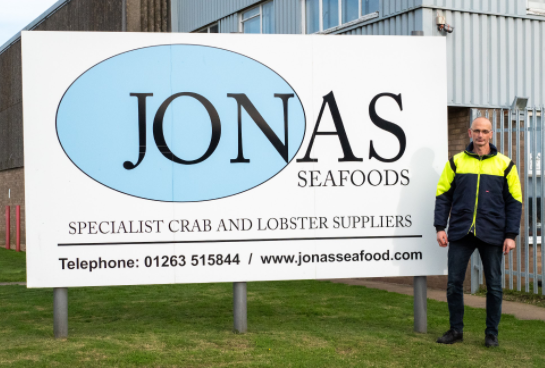 JONAS
SEAFOODS
SPECIALIST CRAB AND LOBSTER SUPPLIERS
Telephone: 01263 515844 / www.jonasseafood.com